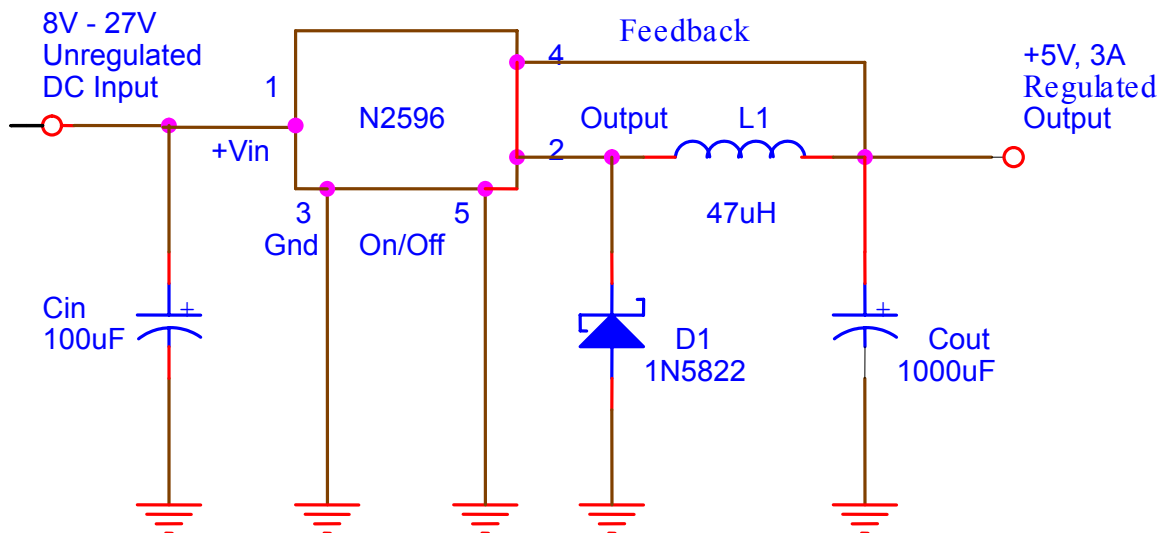 8V - 27V
Unregulated
DC Input
1
+Vin
N2596
3
Gnd
5
On/Off
4
Feedback
2
Output
L1
47uH
+5V, 3A
Regulated
Output
+
Cin
100uF
D1
1N5822
+
Cout
1000uF